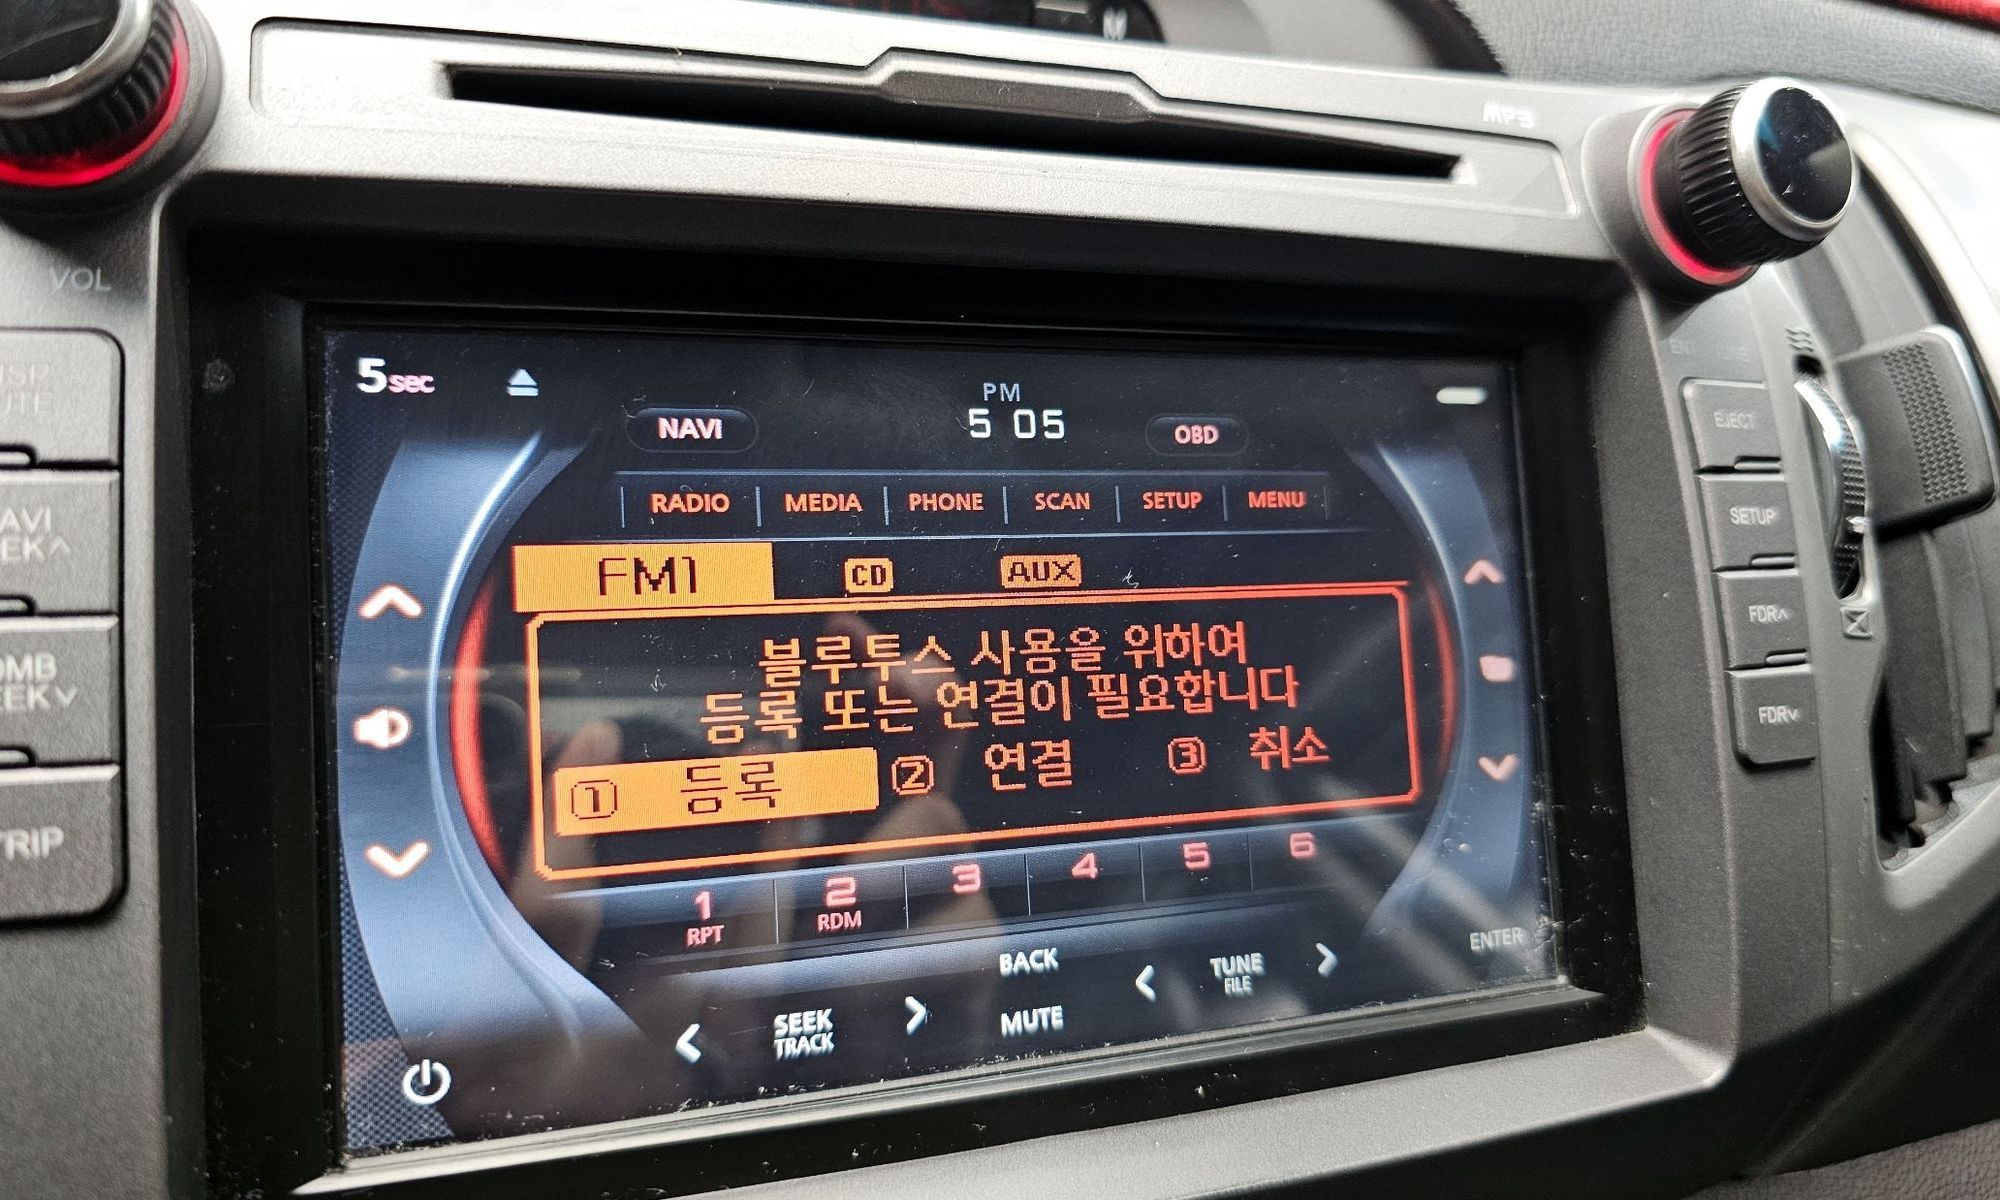 M
MP3
VOL
EJECT
SETUP
FDR∧
FDR∨
5 sec
PM
5 05
NAVI
OBD
RADIO
MEDIA
PHONE
SCAN
SETUP
MENU
FM1
CD
AUX
블루투스 사용을 위하여
등록 또는 연결이 필요합니다
① 등록 ② 연결 ③ 취소
1 2 3 4 5 6
RPT
RDM
BACK
SEEK
TRACK
MUTE
TUNE
FILE
ENTER